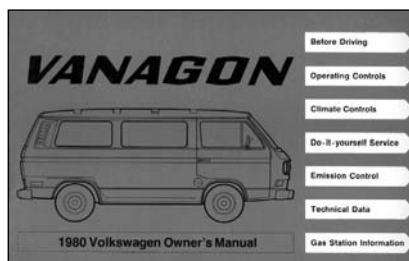 VANAGON
1980 Volkswagen Owner's Manual
Before Driving
Operating Controls
Climate Controls
Do-it-yourself Service
Emission Control
Technical Data
Gas Station Information